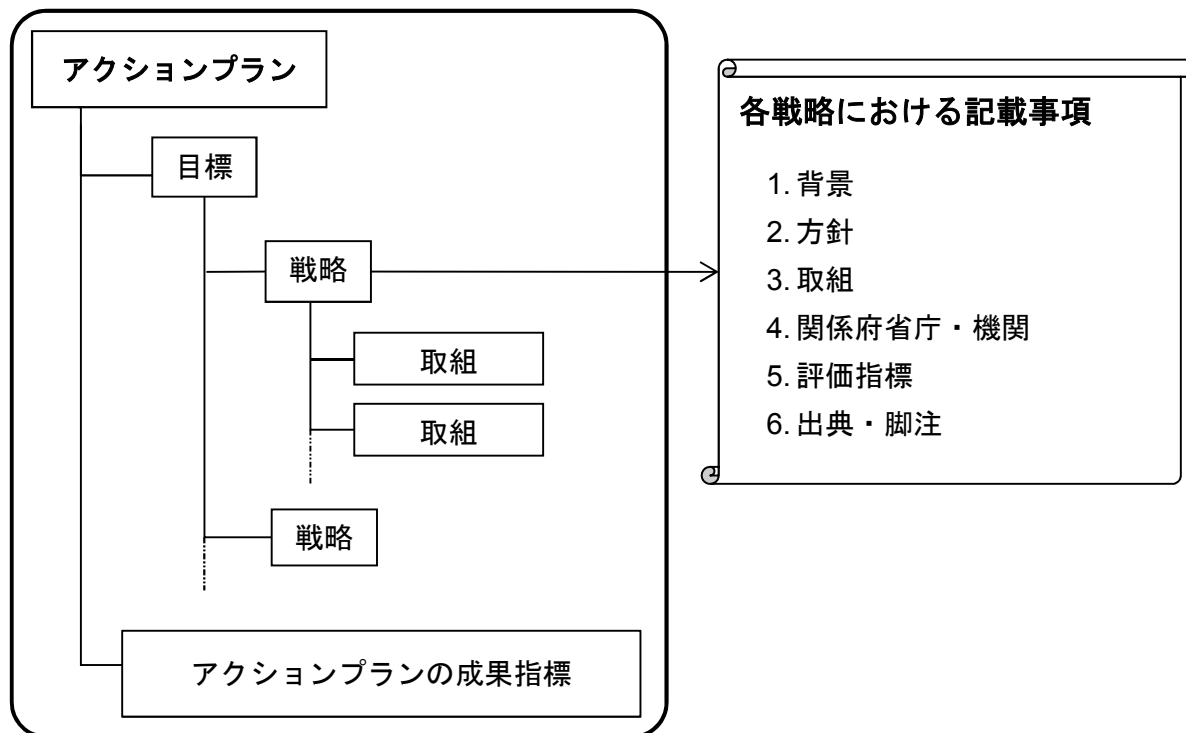 アクションプラン
目標
戦略
取組
取組
戦略
アクションプランの成果指標
各戦略における記載事項
1. 背景
2. 方針
3. 取組
4. 関係府省庁・機関
5. 評価指標
6. 出典・脚注